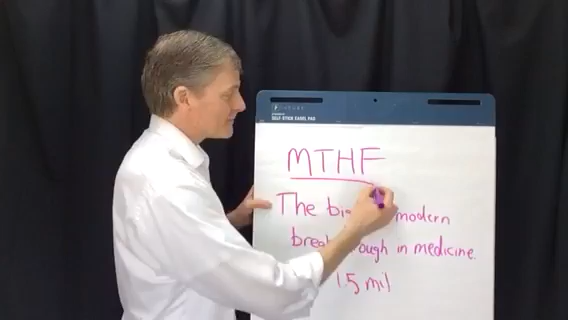 SELF-STICK EASEL PAD
MTHF
The modern
in medicine.
1.5 mil